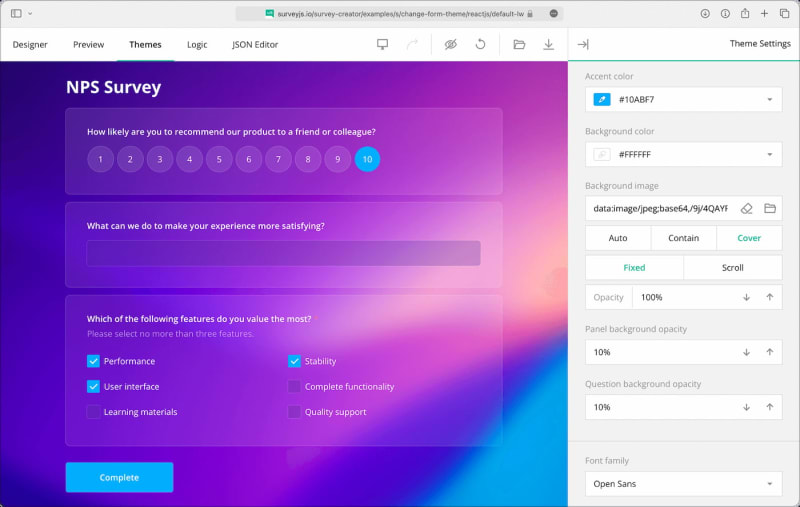 surveyjs.io/survey-creator/examples/s/change-form-theme/reactjs/default-lw
Designer
Preview
Themes
Logic
JSON Editor
Theme Settings
NPS Survey
How likely are you to recommend our product to a friend or colleague?
1 2 3 4 5 6 7 8 9 10
What can we do to make your experience more satisfying?
Which of the following features do you value the most?
Please select no more than three features.
Performance
Stability
User interface
Complete functionality
Learning materials
Quality support
Complete
Accent color
#10ABF7
Background color
#FFFFFF
Background image
data:image/jpeg;base64,/9j/4QAYF
Auto
Contain
Cover
Fixed
Scroll
Opacity 100%
Panel background opacity
10%
Question background opacity
10%
Font family
Open Sans